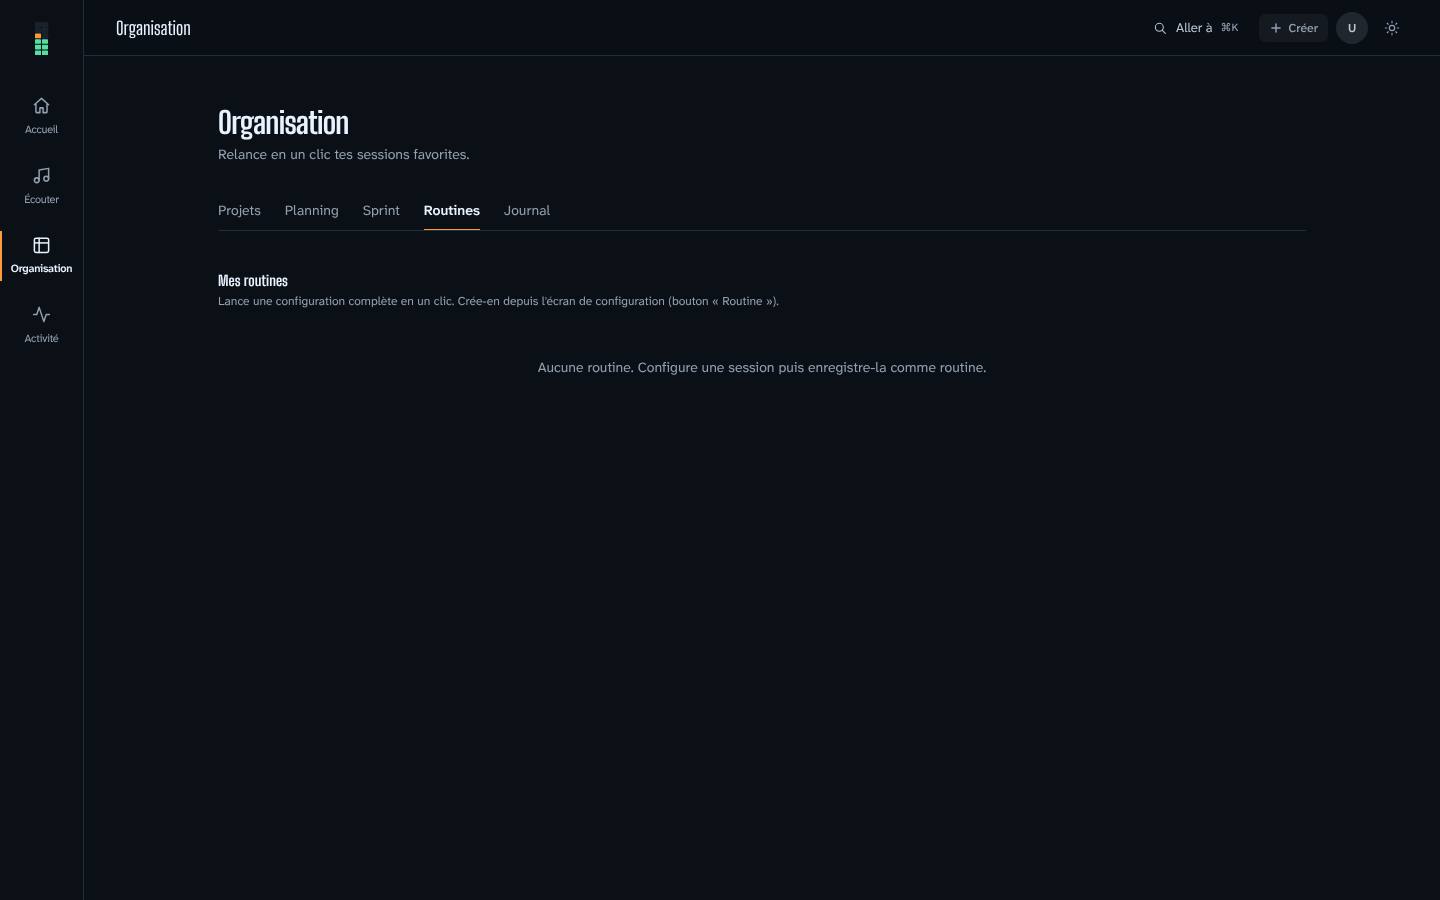 Organisation
Aller à ⌘K
Créer
U
Accueil
Écouter
Organisation
Activité
Organisation
Relance en un clic tes sessions favorites.
Projets Planning Sprint Routines Journal
Mes routines
Lance une configuration complète en un clic. Crée-en depuis l'écran de configuration (bouton « Routine »).
Aucune routine. Configure une session puis enregistre-la comme routine.